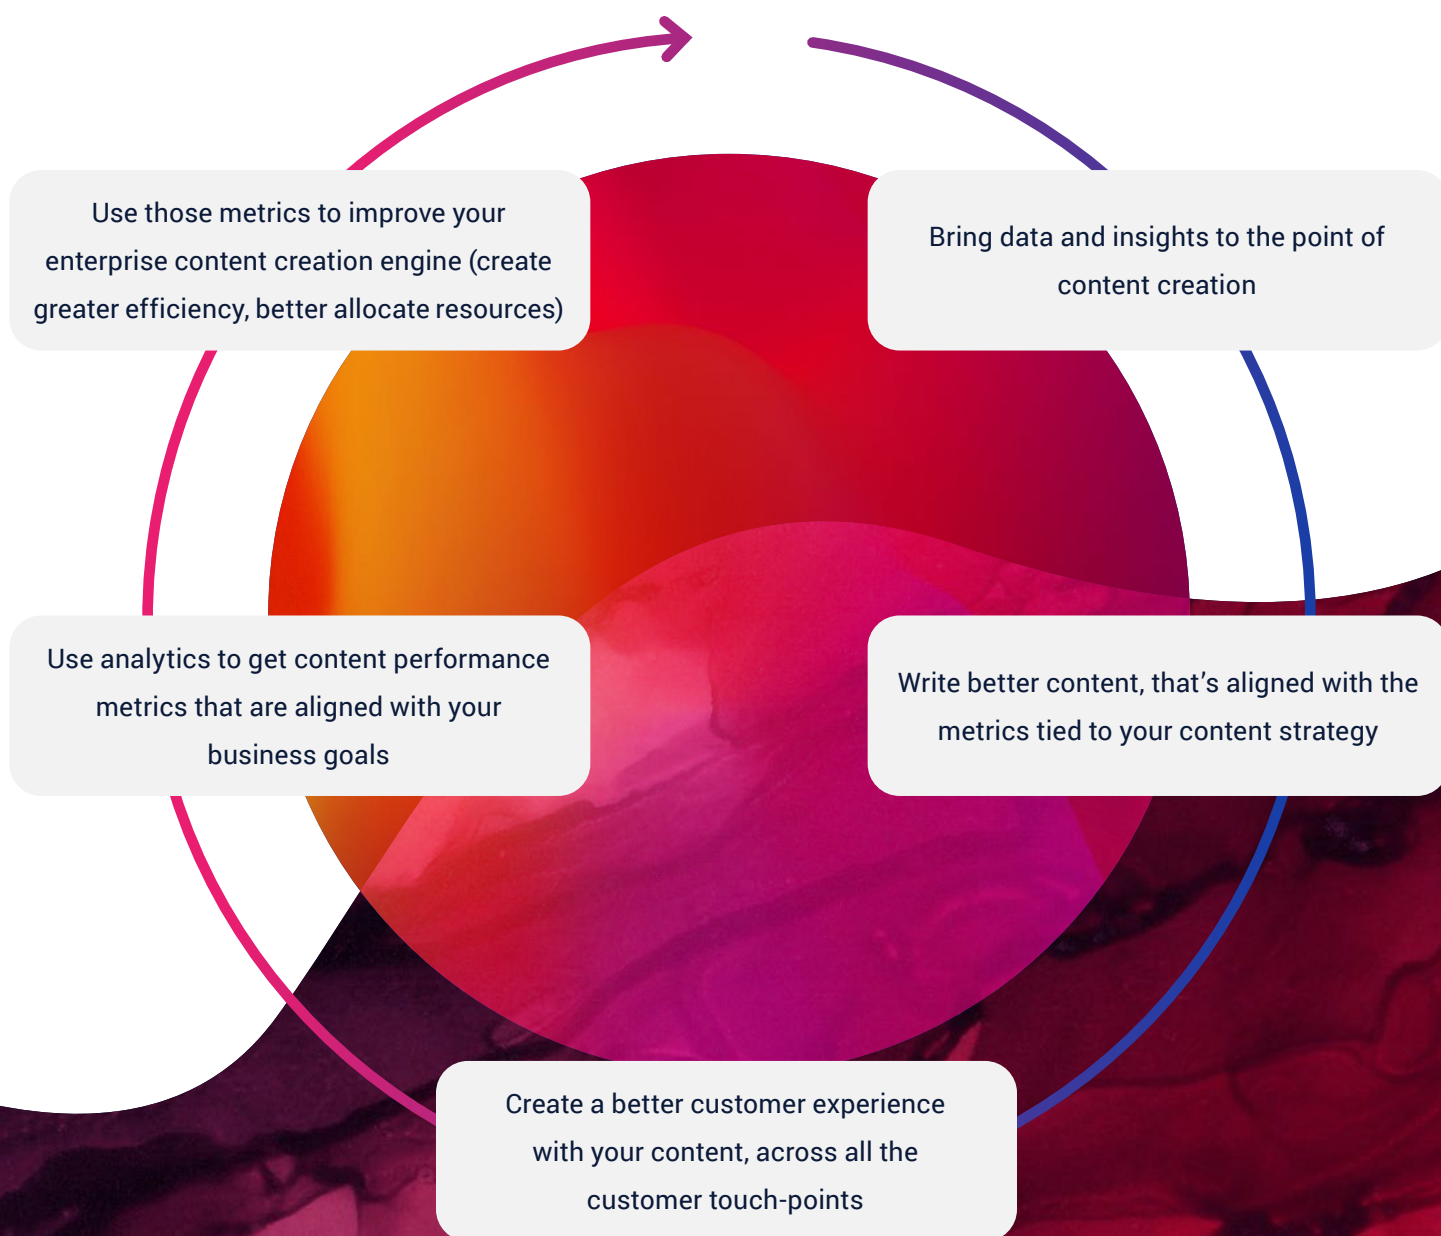 Use those metrics to improve your
enterprise content creation engine (create
greater efficiency, better allocate resources)
Bring data and insights to the point of
content creation
Use analytics to get content performance
metrics that are aligned with your
business goals
Write better content, that’s aligned with the
metrics tied to your content strategy
Create a better customer experience
with your content, across all the
customer touch-points